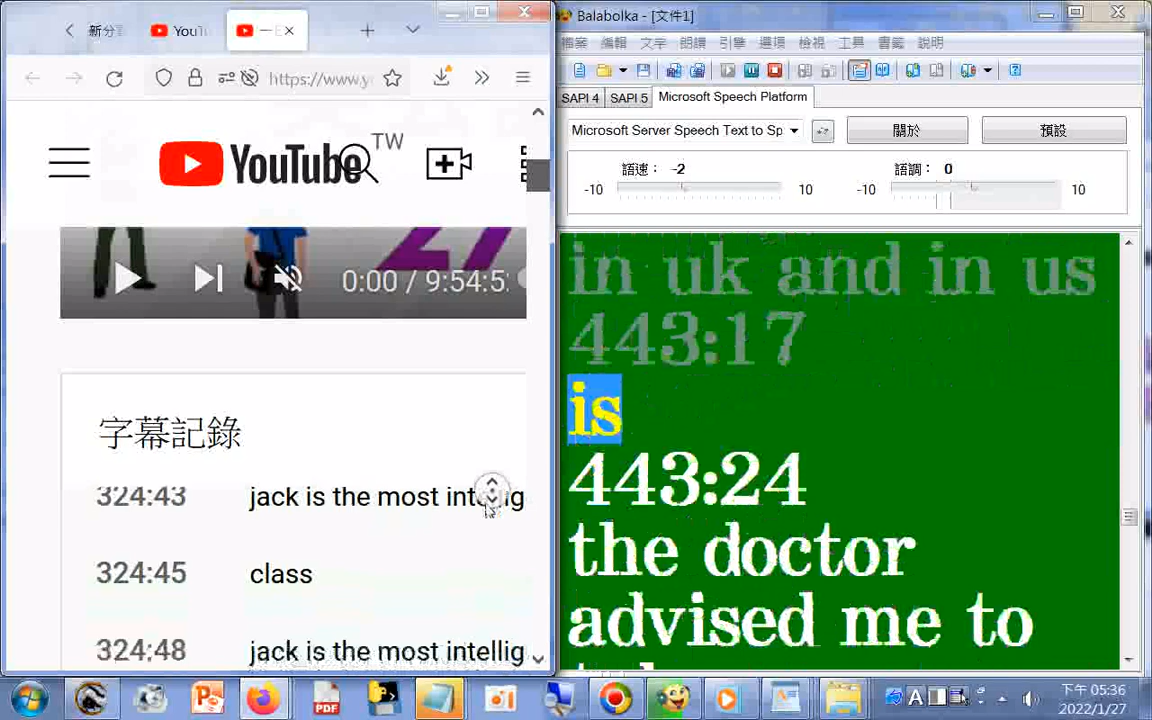 新分
YouT
一E
https://www.y
YouTube TW
27
0:00 / 9:54:5
字幕記錄
324:43 jack is the most intellig
324:45 class
324:48 jack is the most intellig
Balabolka - [文件1]
檔案 編輯 文字 朗讀 引擎 選項 檢視 工具 書籤 說明
SAPI 4 SAPI 5 Microsoft Speech Platform
Microsoft Server Speech Text to Sp 關於 預設
語速: -2 語調: 0
-10 10 -10 10
in uk and in us
443:17
is
443:24
the doctor
advised me to
下午 05:36
2022/1/27